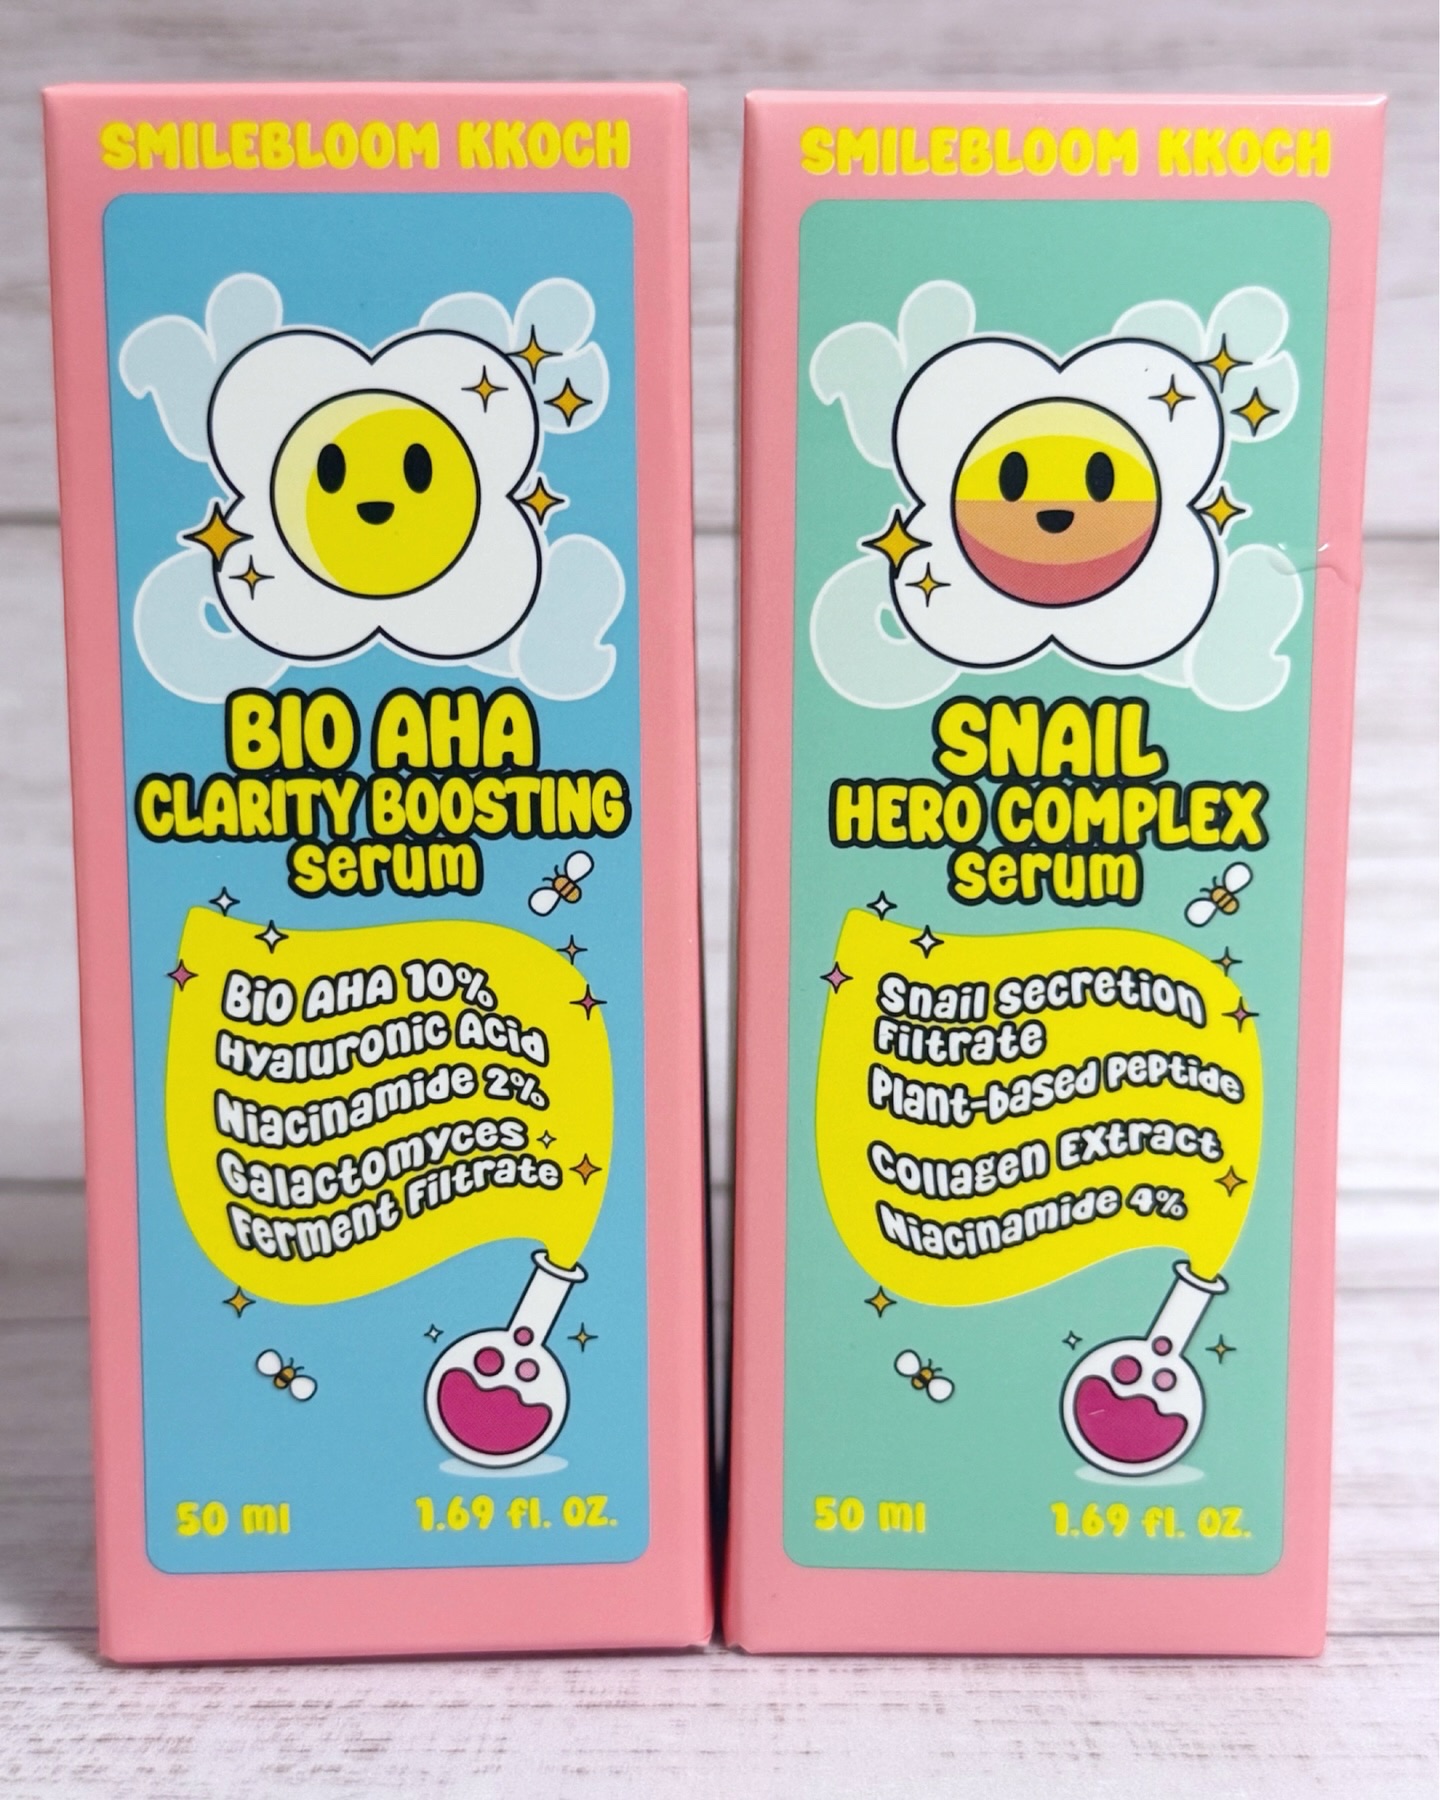 SMILEBLOOM KKOCH
BIO AHA
CLARITY BOOSTING
serum
BiO AHA 10%
Hyaluronic Acid
Niacinamide 2%
Galactomyces
Ferment Filtrate
50 ml
1.69 fl. oz.
SMILEBLOOM KKOCH
SNAIL
HERO COMPLEX
serum
Snail secretion
Filtrate
Plant-based peptide
Collagen Extract
Niacinamide 4%
50 ml
1.69 fl. oz.